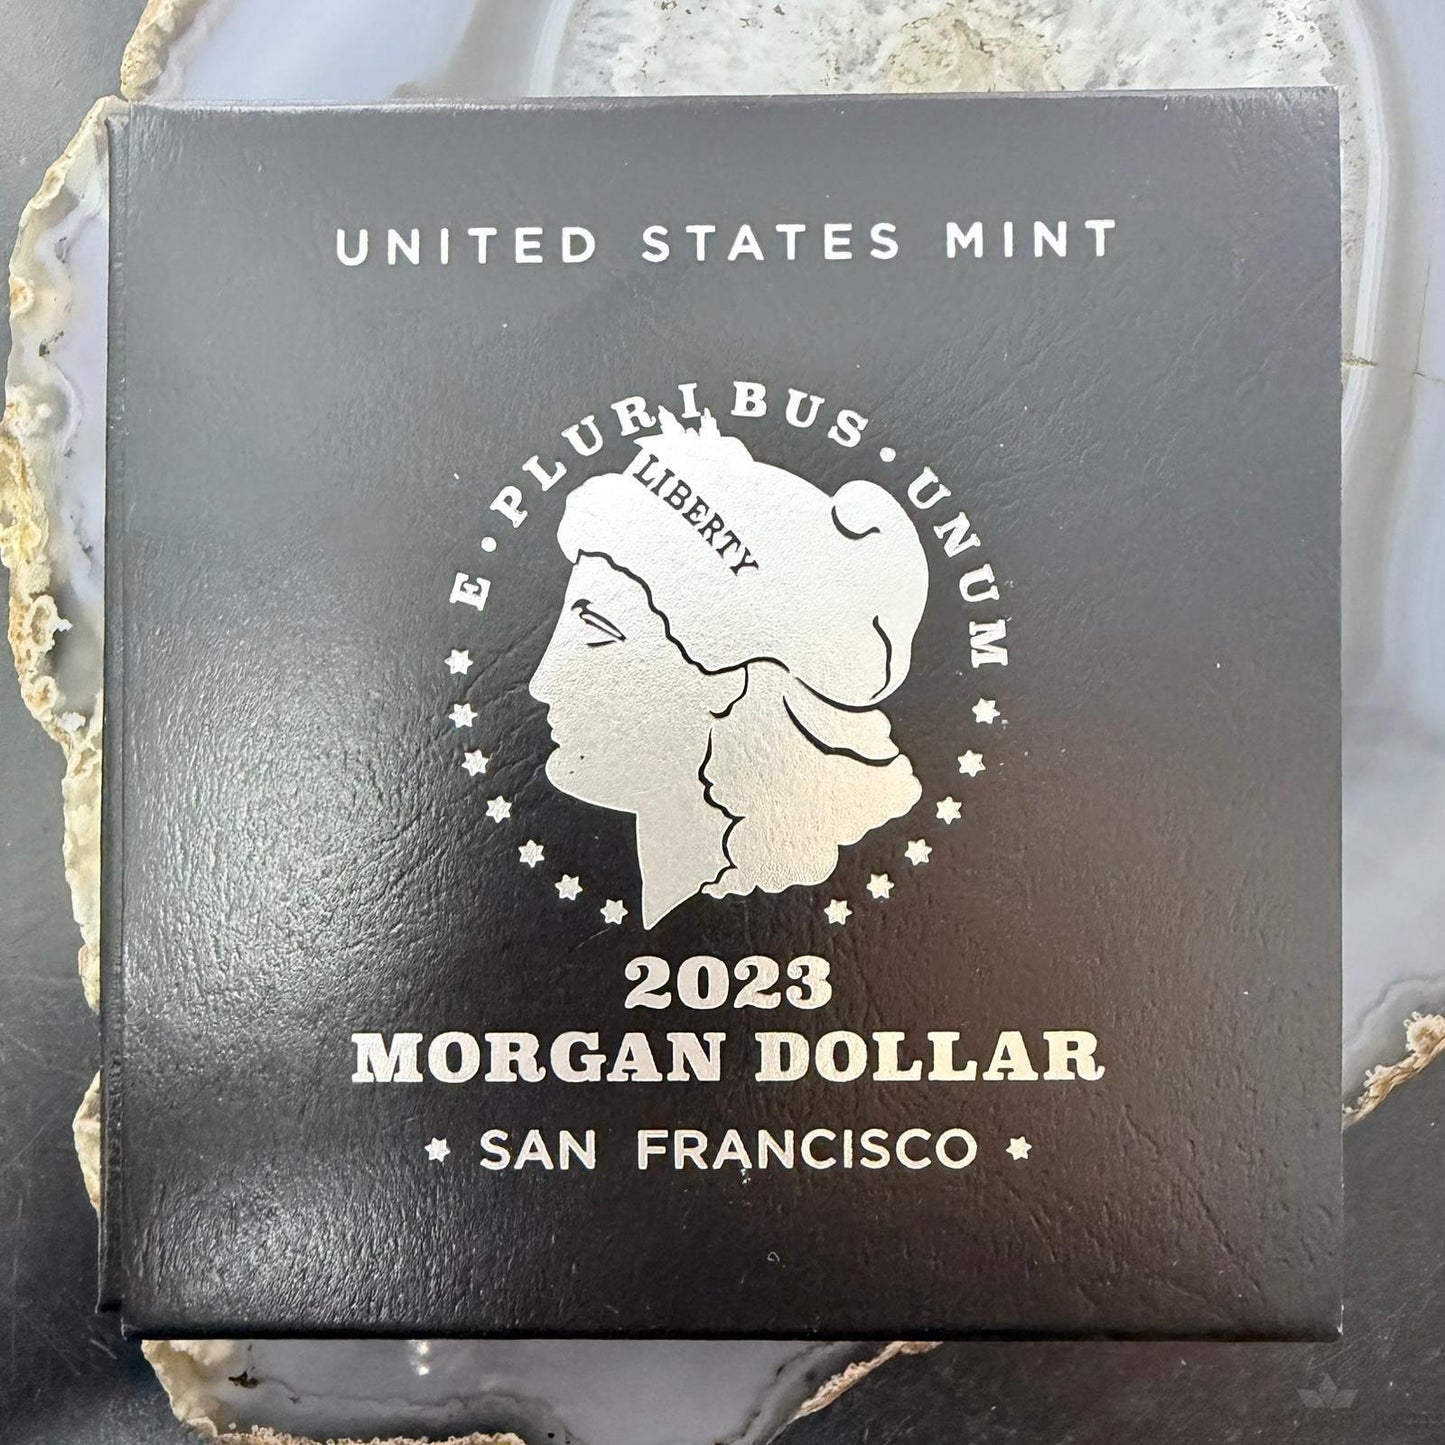 UNITED STATES MINT
E · PLURIBUS · UNUM
LIBERTY
2023
MORGAN DOLLAR
SAN FRANCISCO